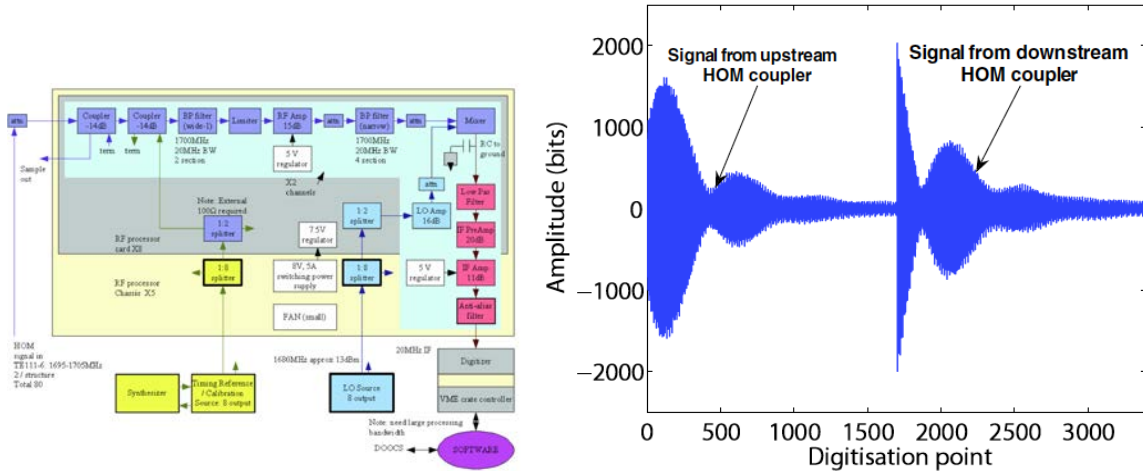 attn
Coupler
-14dB
Coupler
-14dB
BP filter
(wide-1)
Limiter
RF Amp
15dB
attn
BP filter
(narrow)
attn
Mixer
term
term
1700MHz
20MHz BW
2 section
5 V
regulator
1700MHz
20MHz BW
4 section
RC to
ground
Sample
out
X2
channels
attn
Low Pas
Filter
Note: External
100Ω required
1:2
splitter
1:2
splitter
LO Amp
16dB
IF PreAmp
20dB
7.5V
regulator
RF processor
card X8
1:8
splitter
8V, 5A
switching power
supply
1:8
splitter
5 V
regulator
IF Amp
11dB
RF processor
Chassis X5
FAN (small)
Anti-alias
filter
HOM
signal in
TE111-6: 1695-1705MHz
2 / structure
Total 80
1680MHz approx 13dBm
20MHz IF
Digitizer
Synthesizer
Timing Reference
/ Calibration
Source: 8 output
LO Source
8 output
VME crate controller
Note: need large processing
bandwidth
DOOCS
SOFTWARE
Amplitude (bits)
2000
1000
0
-1000
-2000
Signal from upstream
HOM coupler
Signal from downstream
HOM coupler
0 500 1000 1500 2000 2500 3000
Digitisation point